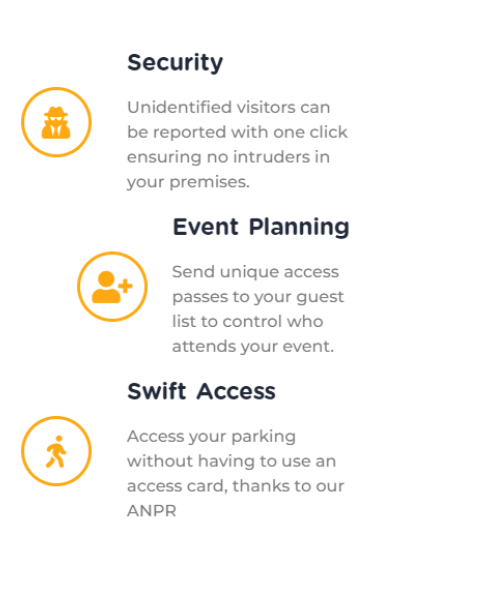 Security
Unidentified visitors can
be reported with one click
ensuring no intruders in
your premises.
Event Planning
Send unique access
passes to your guest
list to control who
attends your event.
Swift Access
Access your parking
without having to use an
access card, thanks to our
ANPR